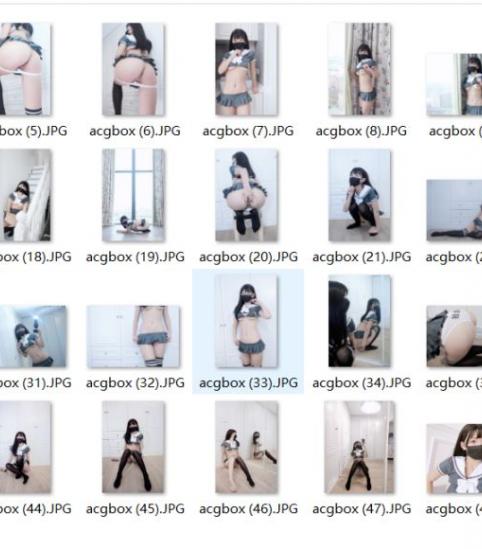 box (5).JPG
acgbox (6).JPG
acgbox (7).JPG
acgbox (8).JPG
acgbox (
box (18).JPG
acgbox (19).JPG
acgbox (20).JPG
acgbox (21).JPG
acgbox (2
box (31).JPG
acgbox (32).JPG
acgbox (33).JPG
acgbox (34).JPG
acgbox (3
box (44).JPG
acgbox (45).JPG
acgbox (46).JPG
acgbox (47).JPG
acgbox (4